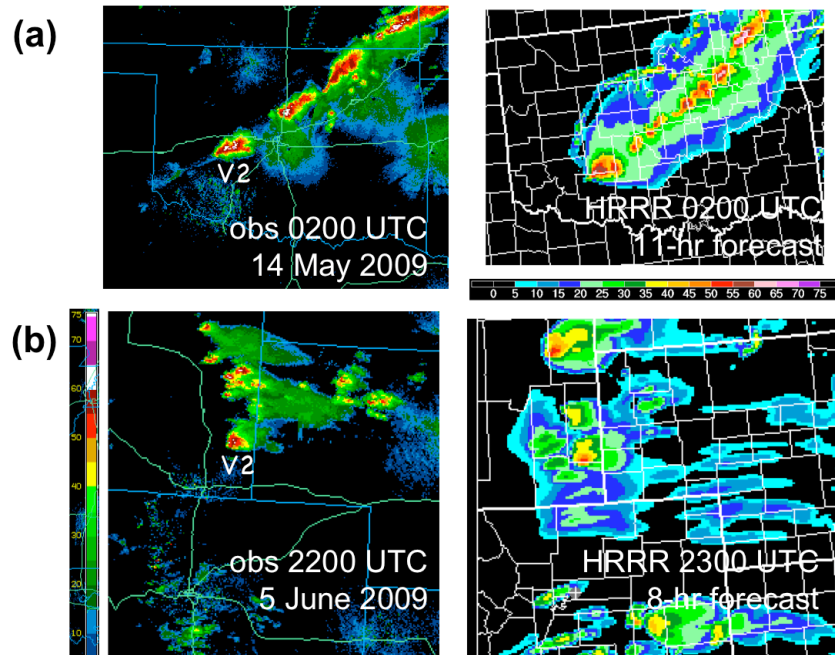 (a)
V2
obs 0200 UTC
14 May 2009
HRRR 0200 UTC
11-hr forecast
0 5 10 15 20 25 30 35 40 45 50 55 60 65 70 75
(b)
75
70
60
50
40
30
20
10
V2
obs 2200 UTC
5 June 2009
HRRR 2300 UTC
8-hr forecast